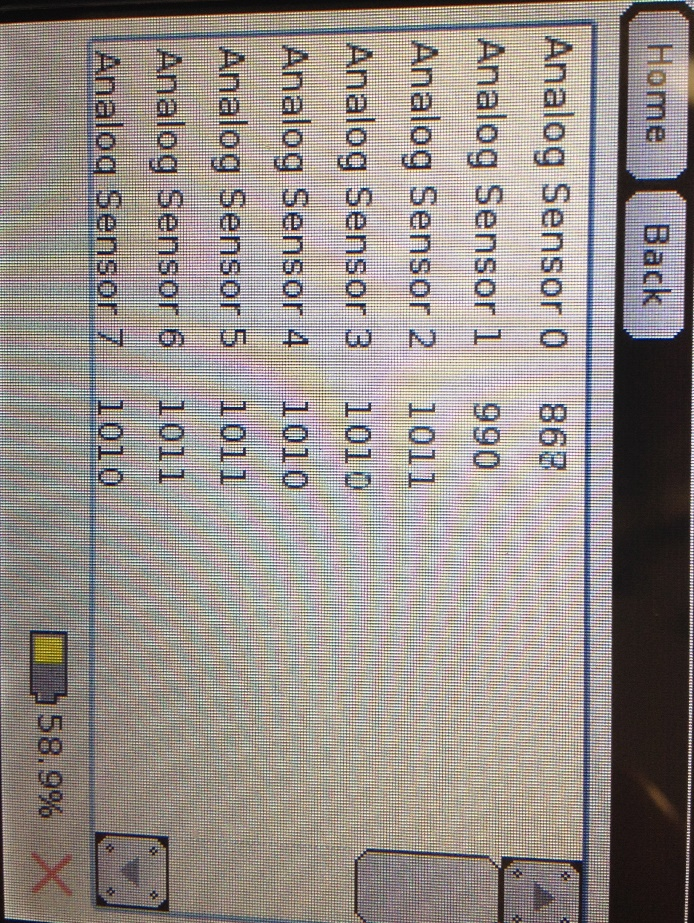 Home Back
Analog Sensor 0 868
Analog Sensor 1 990
Analog Sensor 2 1011
Analog Sensor 3 1010
Analog Sensor 4 1010
Analog Sensor 5 1011
Analog Sensor 6 1011
Analog Sensor 7 1010
58.9%